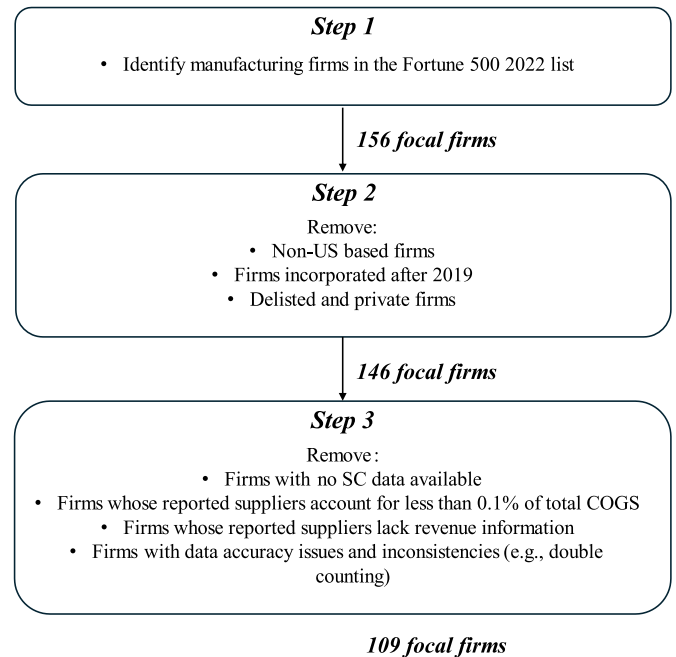 Step 1
• Identify manufacturing firms in the Fortune 500 2022 list
156 focal firms
Step 2
Remove:
• Non-US based firms
• Firms incorporated after 2019
• Delisted and private firms
146 focal firms
Step 3
Remove:
• Firms with no SC data available
• Firms whose reported suppliers account for less than 0.1% of total COGS
• Firms whose reported suppliers lack revenue information
• Firms with data accuracy issues and inconsistencies (e.g., double
counting)
109 focal firms